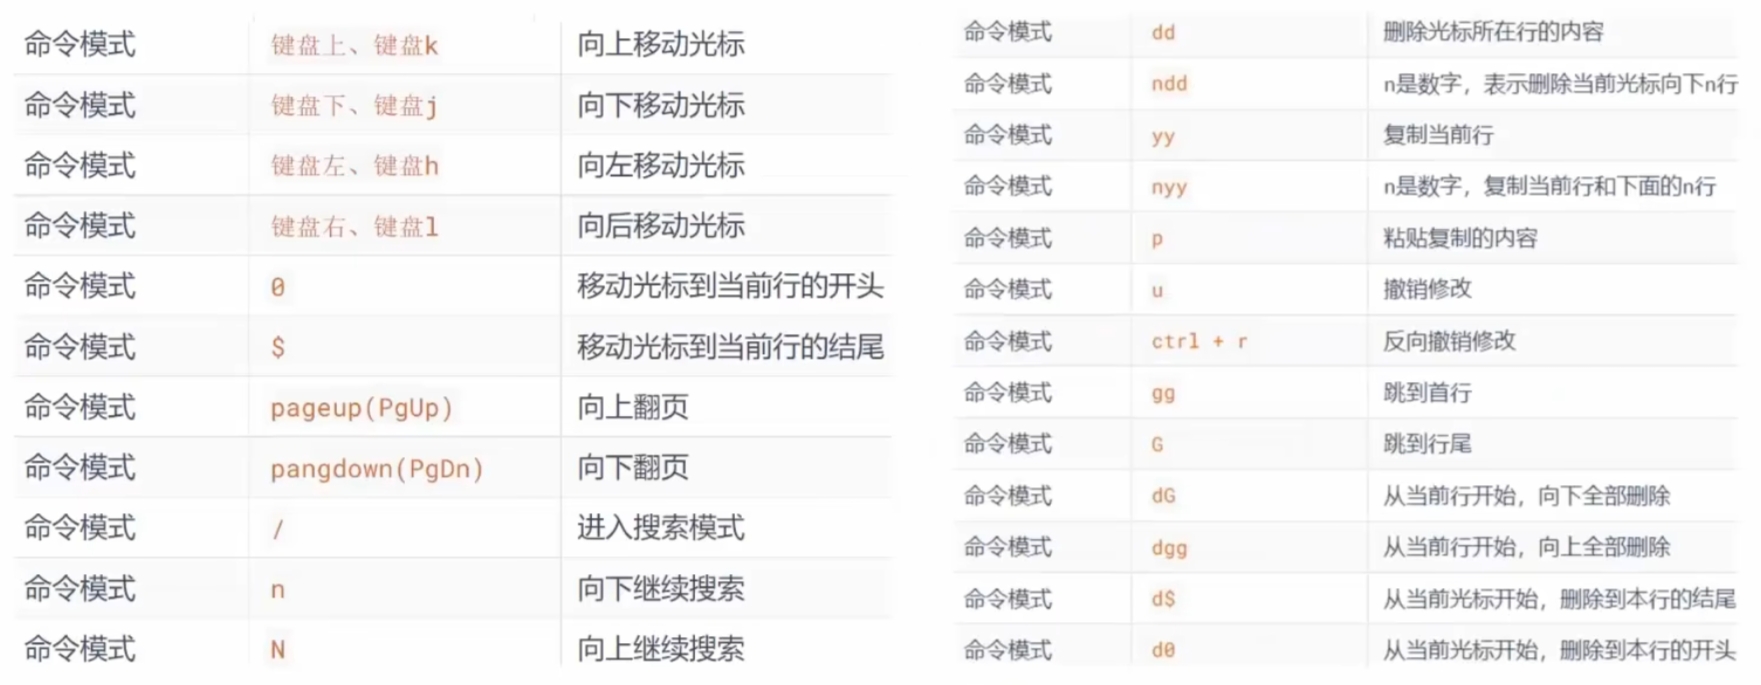 命令模式 键盘上、键盘k 向上移动光标
命令模式 键盘下、键盘j 向下移动光标
命令模式 键盘左、键盘h 向左移动光标
命令模式 键盘右、键盘l 向后移动光标
命令模式 0 移动光标到当前行的开头
命令模式 $ 移动光标到当前行的结尾
命令模式 pageup(PgUp) 向上翻页
命令模式 pangdown(PgDn) 向下翻页
命令模式 / 进入搜索模式
命令模式 n 向下继续搜索
命令模式 N 向上继续搜索
命令模式 dd 删除光标所在行的内容
命令模式 ndd n是数字，表示删除当前光标向下n行
命令模式 yy 复制当前行
命令模式 nyy n是数字，复制当前行和下面的n行
命令模式 p 粘贴复制的内容
命令模式 u 撤销修改
命令模式 ctrl + r 反向撤销修改
命令模式 gg 跳到首行
命令模式 G 跳到行尾
命令模式 dG 从当前行开始，向下全部删除
命令模式 dgg 从当前行开始，向上全部删除
命令模式 d$ 从当前光标开始，删除到本行的结尾
命令模式 d0 从当前光标开始，删除到本行的开头